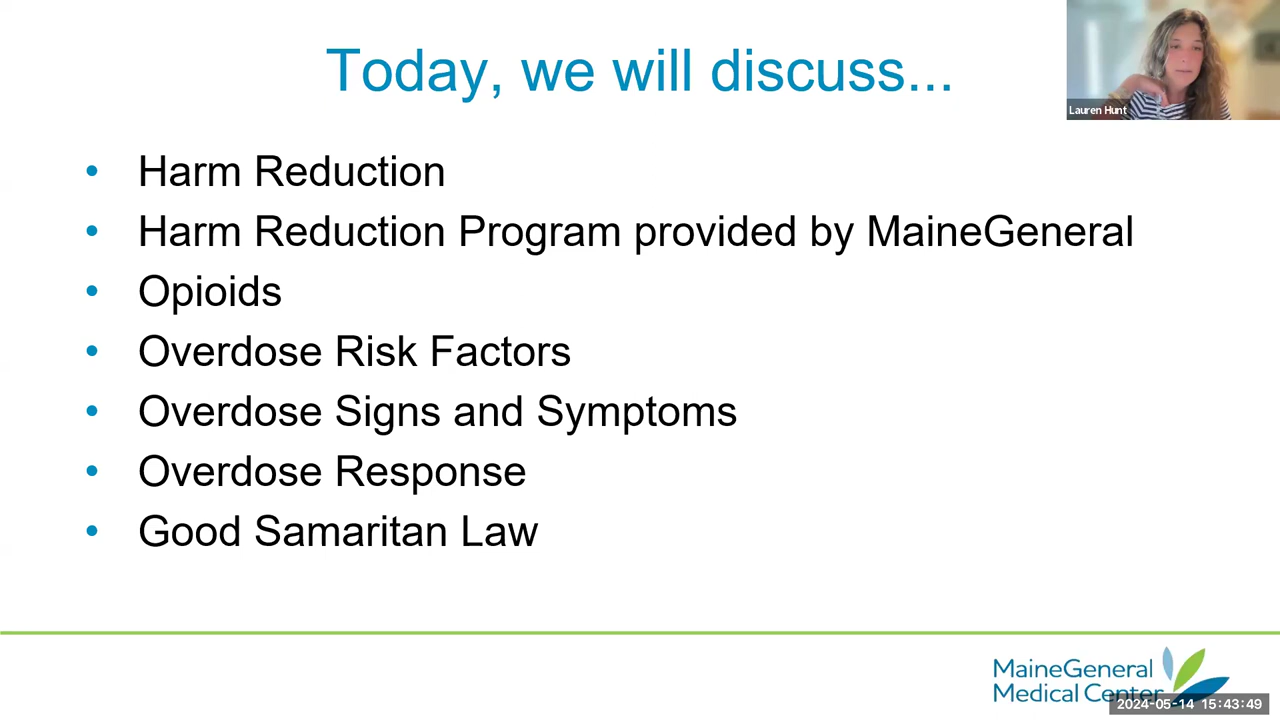 Today, we will discuss...
Lauren Hunt
• Harm Reduction
• Harm Reduction Program provided by MaineGeneral
• Opioids
• Overdose Risk Factors
• Overdose Signs and Symptoms
• Overdose Response
• Good Samaritan Law
MaineGeneral
Medical Center
2024-05-14 15:43:49